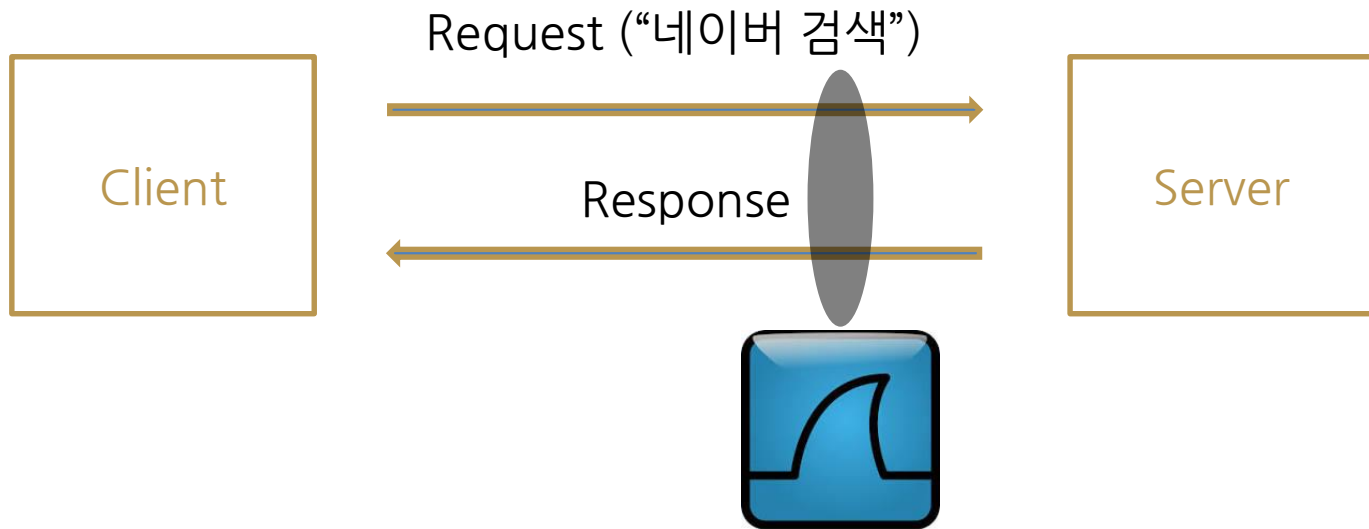 Request (“네이버 검색”)
Client
Response
Server